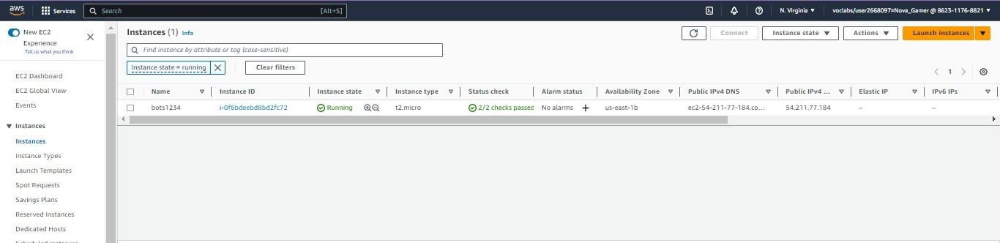 aws Services Search [Alt+S] N. Virginia voclabs/user2668097=Nova_Gamer @ 8623-1176-8821
New EC2 Experience
Tell us what you think
EC2 Dashboard
EC2 Global View
Events
Instances
Instances
Instance Types
Launch Templates
Spot Requests
Savings Plans
Reserved Instances
Dedicated Hosts
Scheduled Instances
Instances (1) Info Connect Instance state Actions Launch instances
Find instance by attribute or tag (case-sensitive)
Instance state = running Clear filters
1
Name Instance ID Instance state Instance type Status check Alarm status Availability Zone Public IPv4 DNS Public IPv4 ... Elastic IP IPv6 IPs
bots1234 i-0f6bdeebd8bd2fc72 Running t2.micro 2/2 checks passed No alarms + us-east-1b ec2-54-211-77-184.co... 54.211.77.184 – –